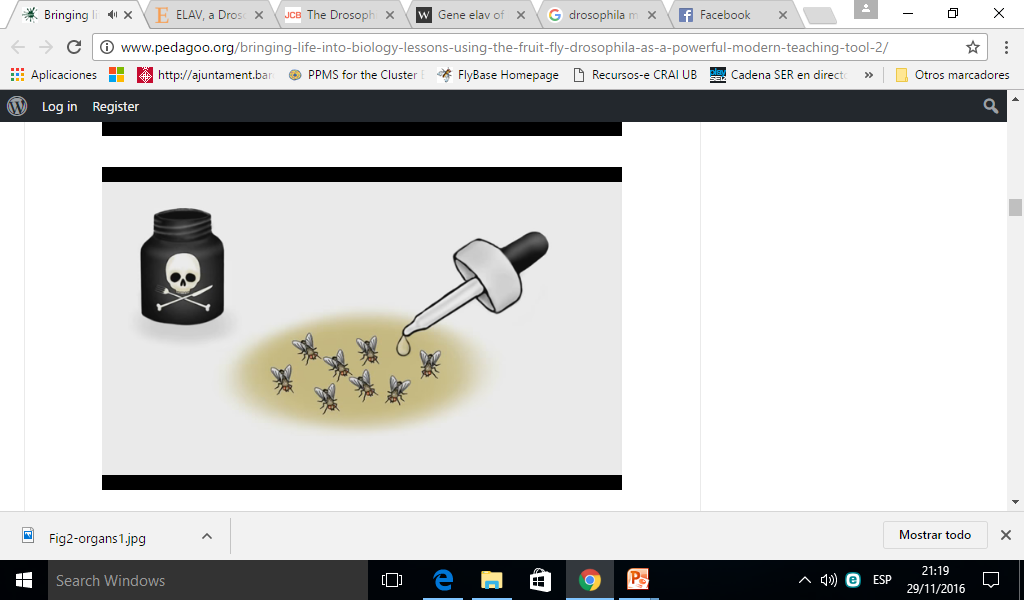 Bringing li
ELAV, a Dros
JCB The Drosoph
W Gene elav of
drosophila m
Facebook
www.pedagoo.org/bringing-life-into-biology-lessons-using-the-fruit-fly-drosophila-as-a-powerful-modern-teaching-tool-2/
Aplicaciones
http://ajuntament.bar
PPMS for the Cluster
FlyBase Homepage
Recursos-e CRAI UB
Cadena SER en directo
»
Otros marcadores
Log in Register
Fig2-organs1.jpg
Mostrar todo
Search Windows
ESP
21:19
29/11/2016